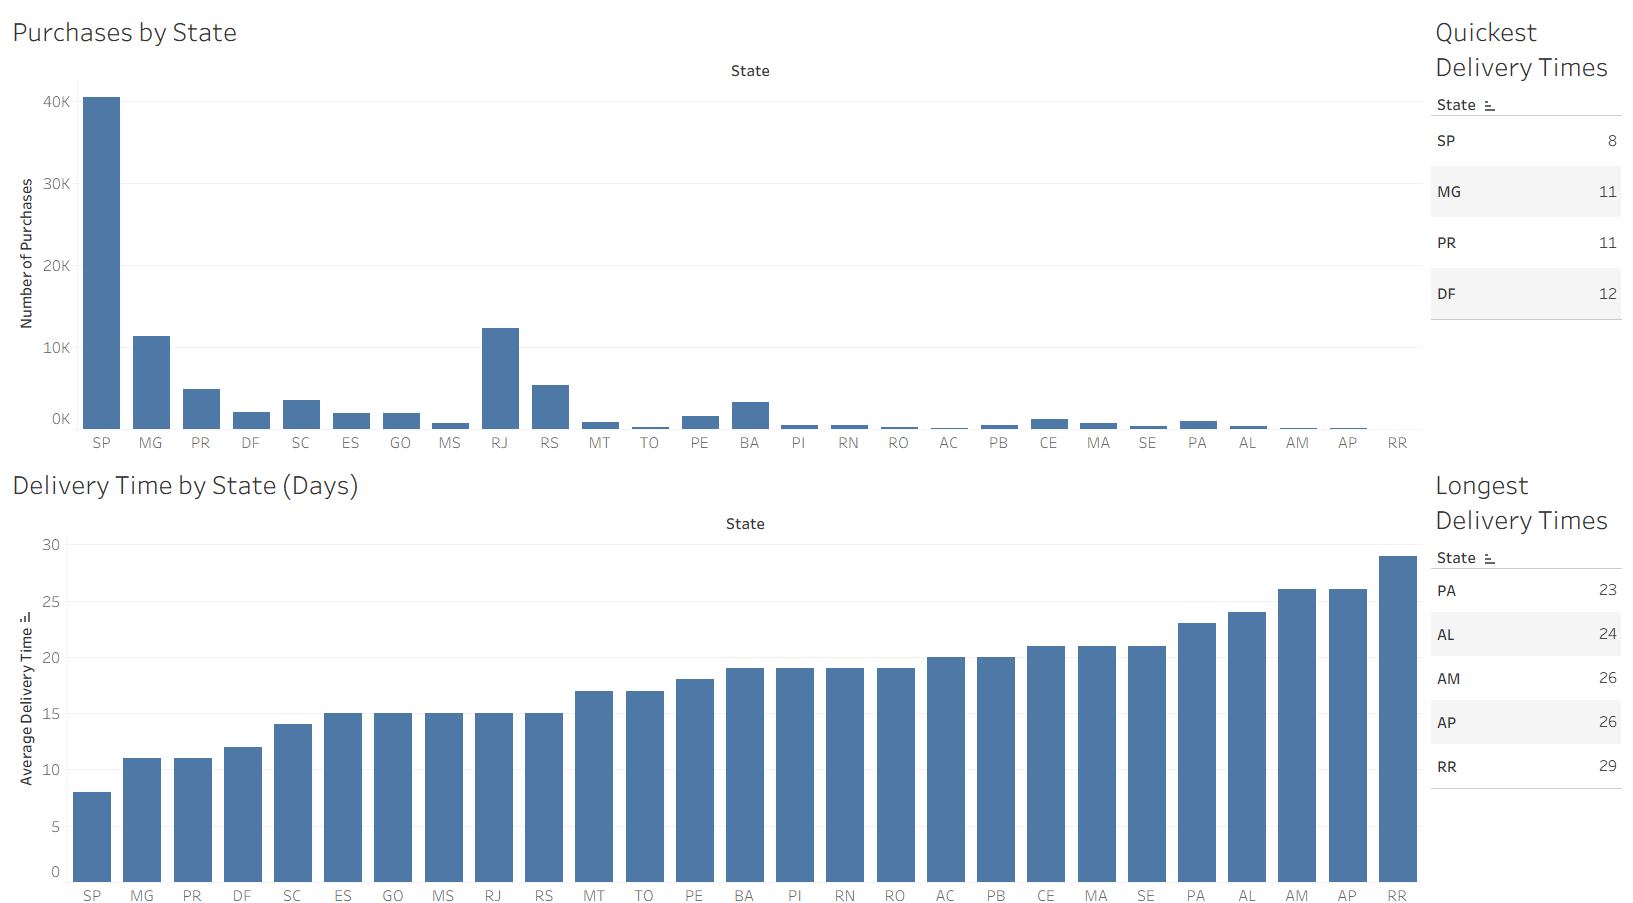 Purchases by State
State
Number of Purchases
40K
30K
20K
10K
0K
SP MG PR DF SC ES GO MS RJ RS MT TO PE BA PI RN RO AC PB CE MA SE PA AL AM AP RR
Quickest
Delivery Times
State
SP 8
MG 11
PR 11
DF 12
Delivery Time by State (Days)
State
Average Delivery Time
30
25
20
15
10
5
0
SP MG PR DF SC ES GO MS RJ RS MT TO PE BA PI RN RO AC PB CE MA SE PA AL AM AP RR
Longest
Delivery Times
State
PA 23
AL 24
AM 26
AP 26
RR 29